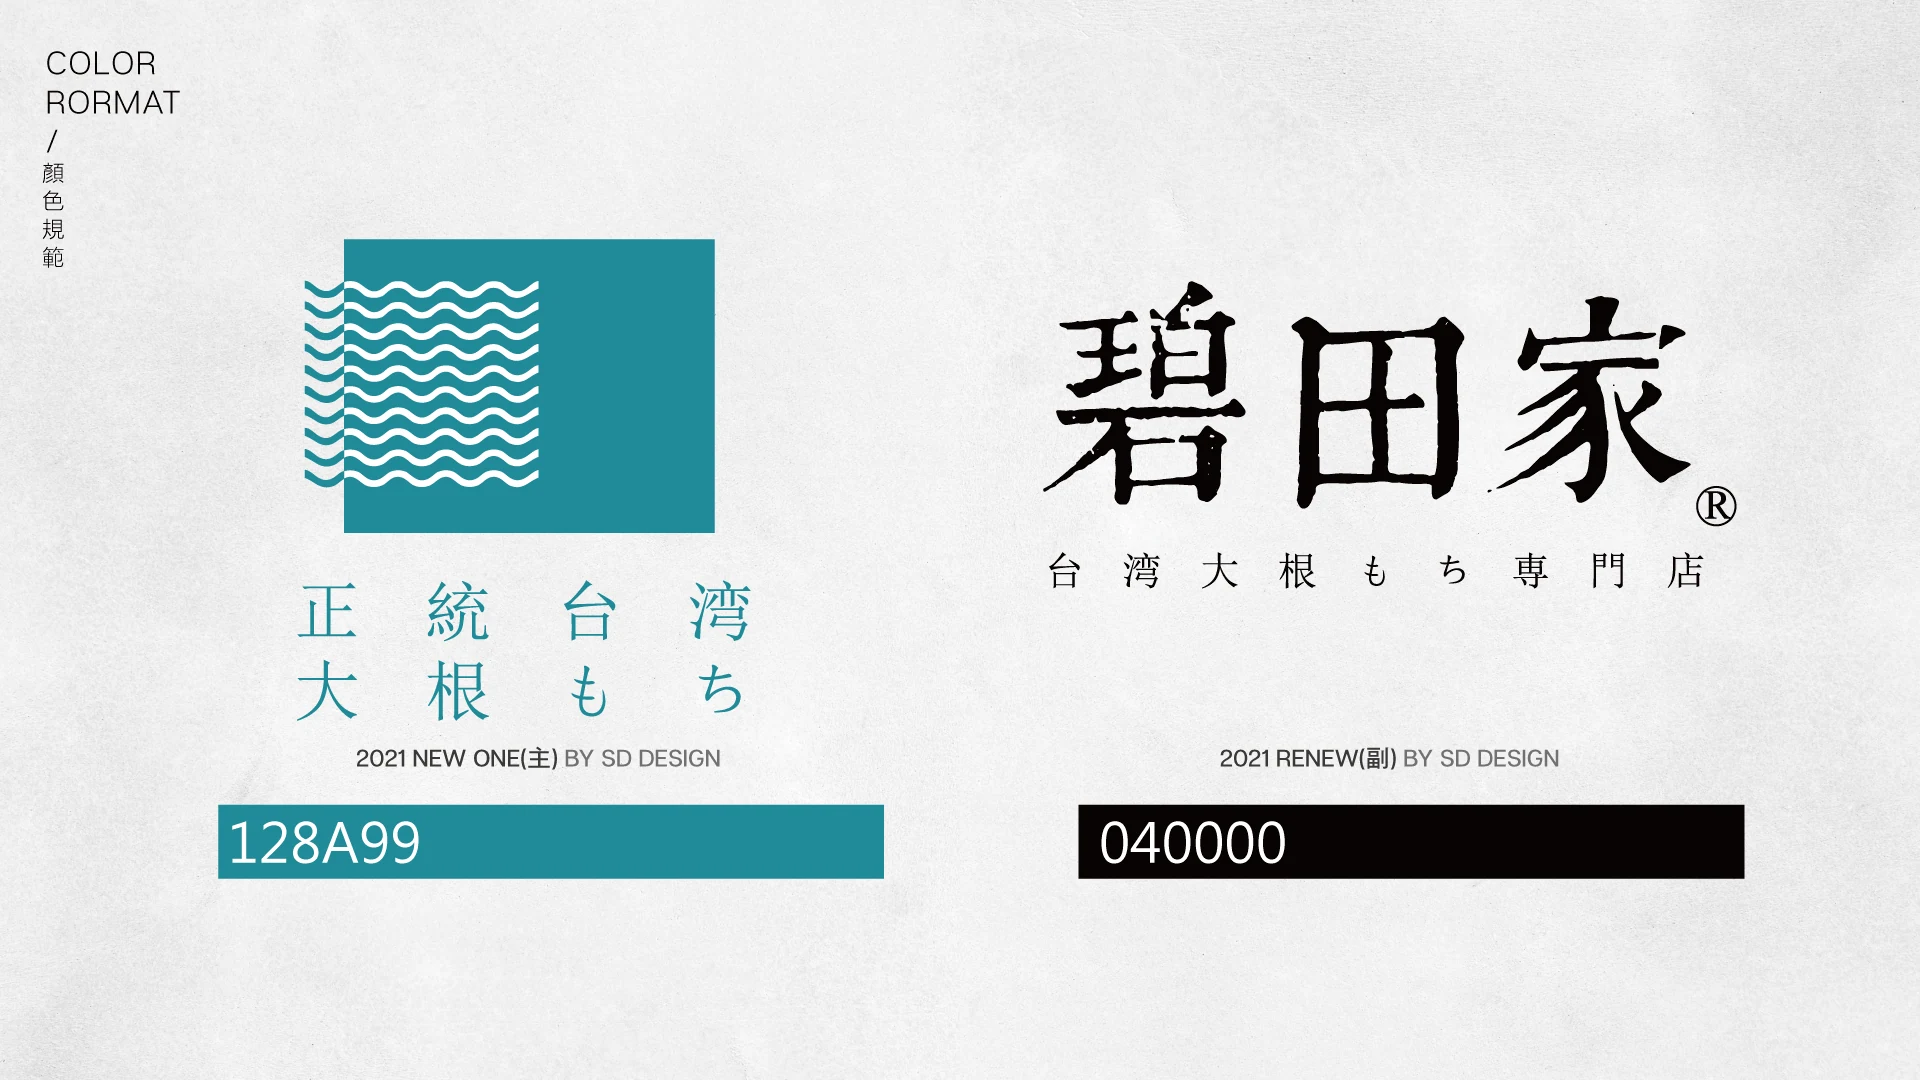 COLOR
RORMAT
/
顏色規範
正統台湾
大根もち
2021 NEW ONE(主) BY SD DESIGN
128A99
碧田家®
台湾大根もち専門店
2021 RENEW(副) BY SD DESIGN
040000